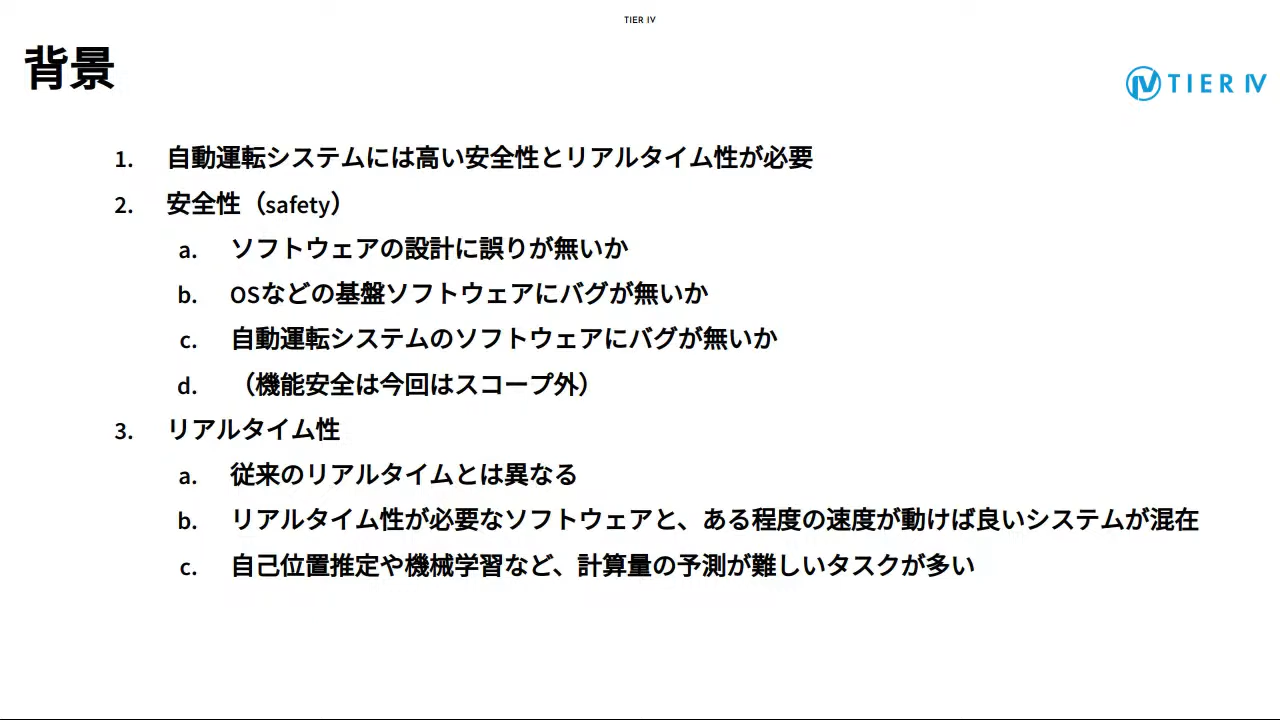 TIER IV
背景
TIER IV
1. 自動運転システムには高い安全性とリアルタイム性が必要
2. 安全性（safety）
a. ソフトウェアの設計に誤りが無いか
b. OSなどの基盤ソフトウェアにバグが無いか
c. 自動運転システムのソフトウェアにバグが無いか
d. （機能安全は今回はスコープ外）
3. リアルタイム性
a. 従来のリアルタイムとは異なる
b. リアルタイム性が必要なソフトウェアと、ある程度の速度が動けば良いシステムが混在
c. 自己位置推定や機械学習など、計算量の予測が難しいタスクが多い